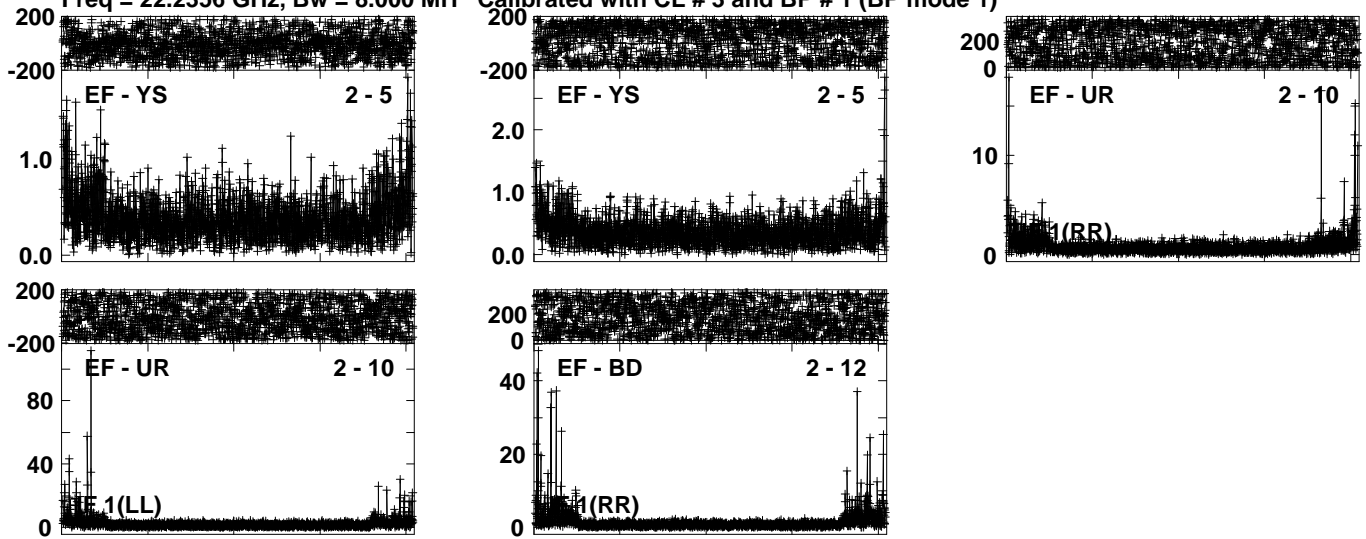 Freq = 22.2356 GHz, Bw = 8.000 MH Calibrated with CL # 3 and BP # 1 (BP mode 1)
200
-200
EF - YS 2 - 5
1.0
0.0
200
-200
EF - YS 2 - 5
2.0
1.0
0.0
200
0
EF - UR 2 - 10
10
1(RR)
0
200
-200
EF - UR 2 - 10
80
40
IF 1(LL)
0
200
0
EF - BD 2 - 12
40
20
1(RR)
0